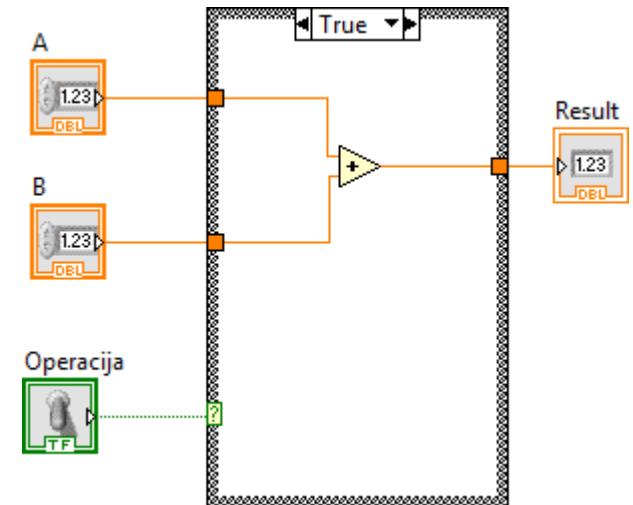 True
A
1.23
DBL
+
Result
1.23
DBL
B
1.23
DBL
Operacija
?
TF